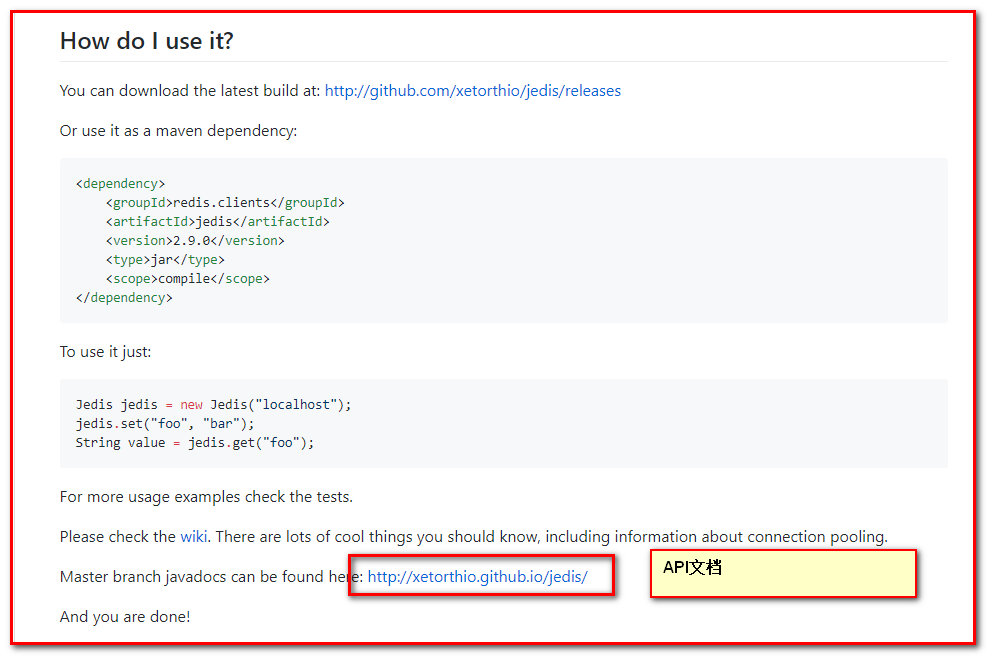 How do I use it?
You can download the latest build at: http://github.com/xetorthio/jedis/releases
Or use it as a maven dependency:
<dependency>
    <groupId>redis.clients</groupId>
    <artifactId>jedis</artifactId>
    <version>2.9.0</version>
    <type>jar</type>
    <scope>compile</scope>
</dependency>
To use it just:
Jedis jedis = new Jedis("localhost");
jedis.set("foo", "bar");
String value = jedis.get("foo");
For more usage examples check the tests.
Please check the wiki. There are lots of cool things you should know, including information about connection pooling.
Master branch javadocs can be found here: http://xetorthio.github.io/jedis/
API文档
And you are done!